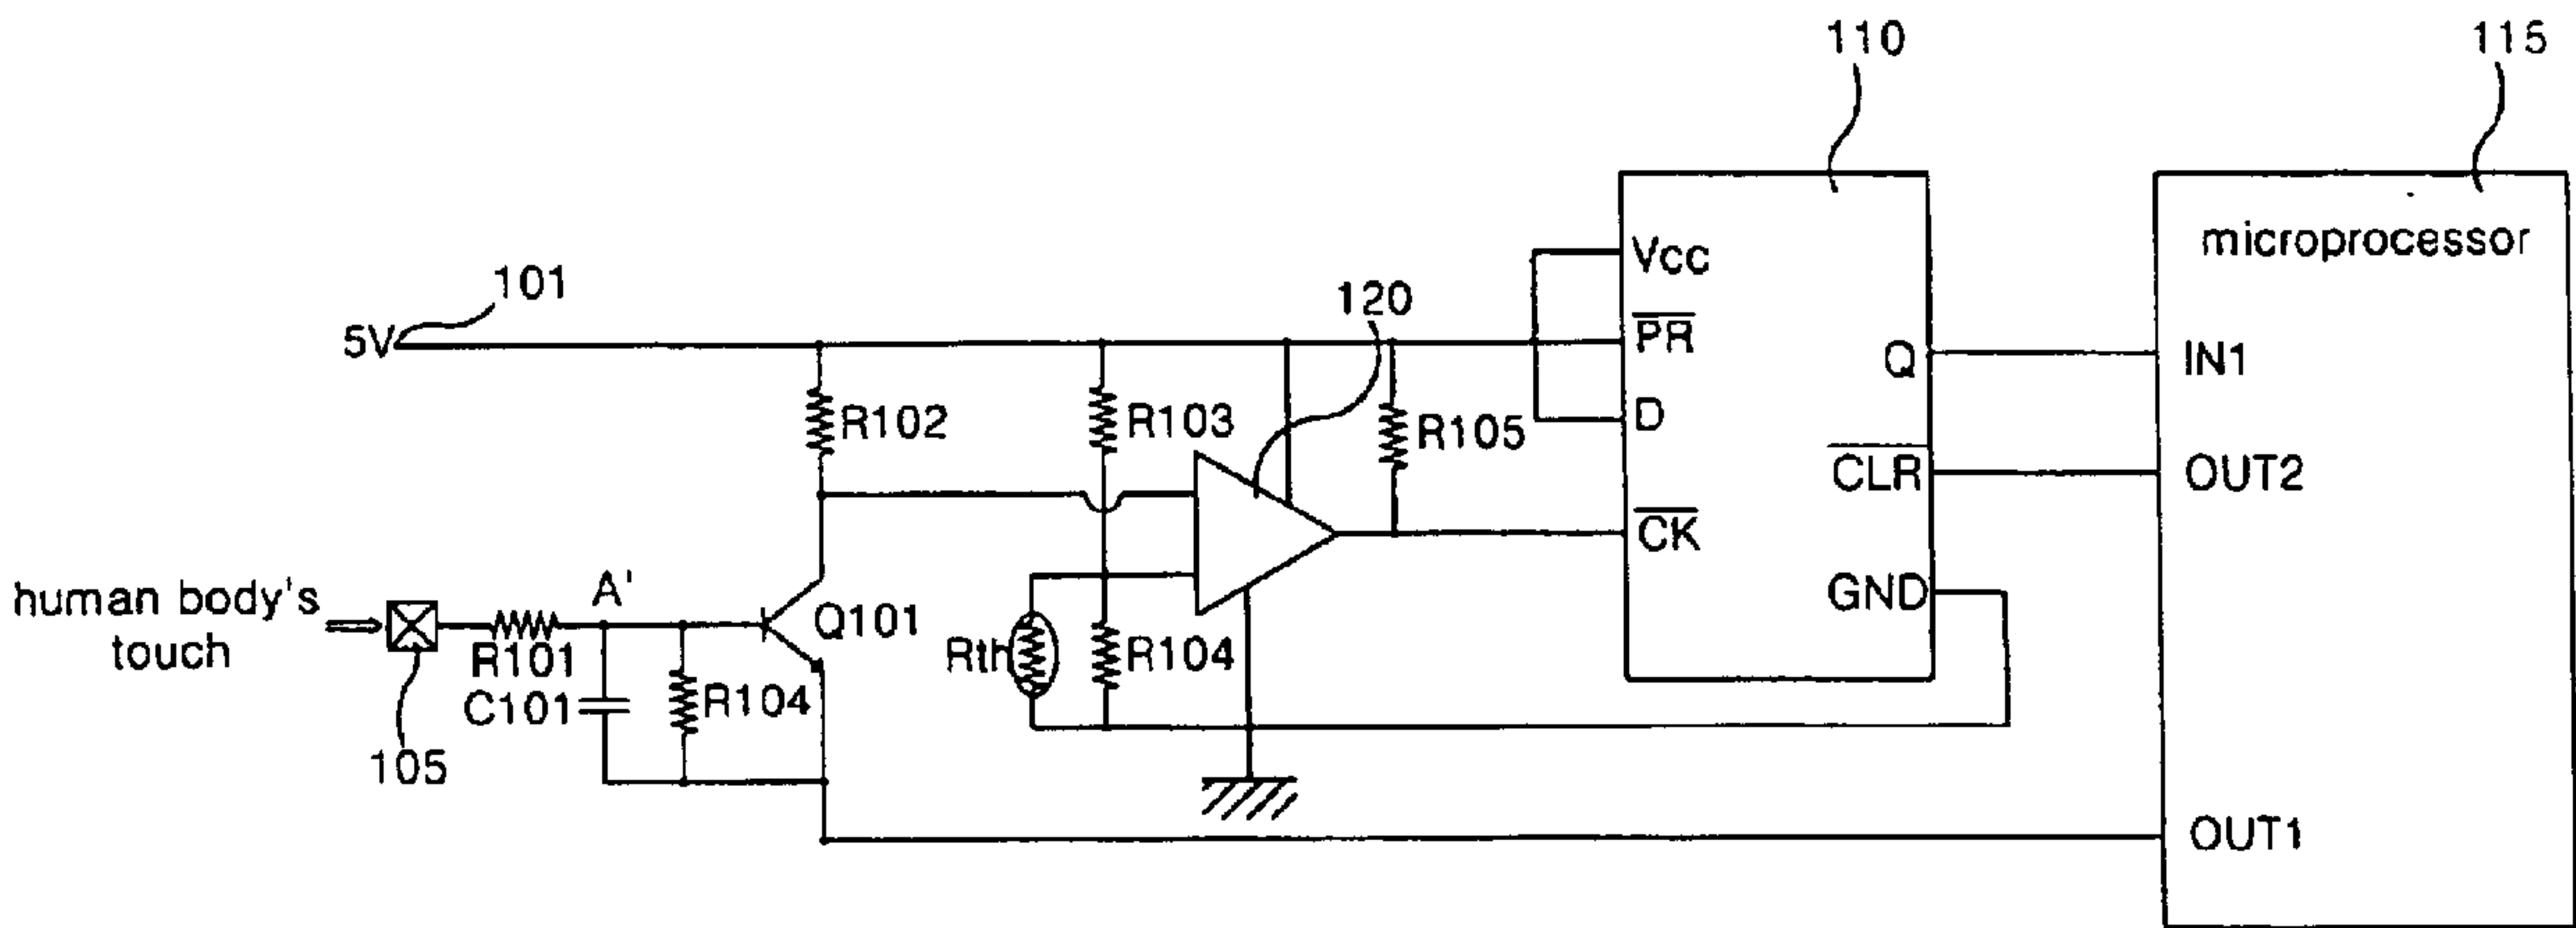 110
115
microprocessor
101
120
Vcc
5V
PR
Q
IN1
R102
R103
D
R105
CLR
OUT2
CK
human body's
touch
A'
Q101
GND
R101
Rth
R104
C101
R104
105
OUT1